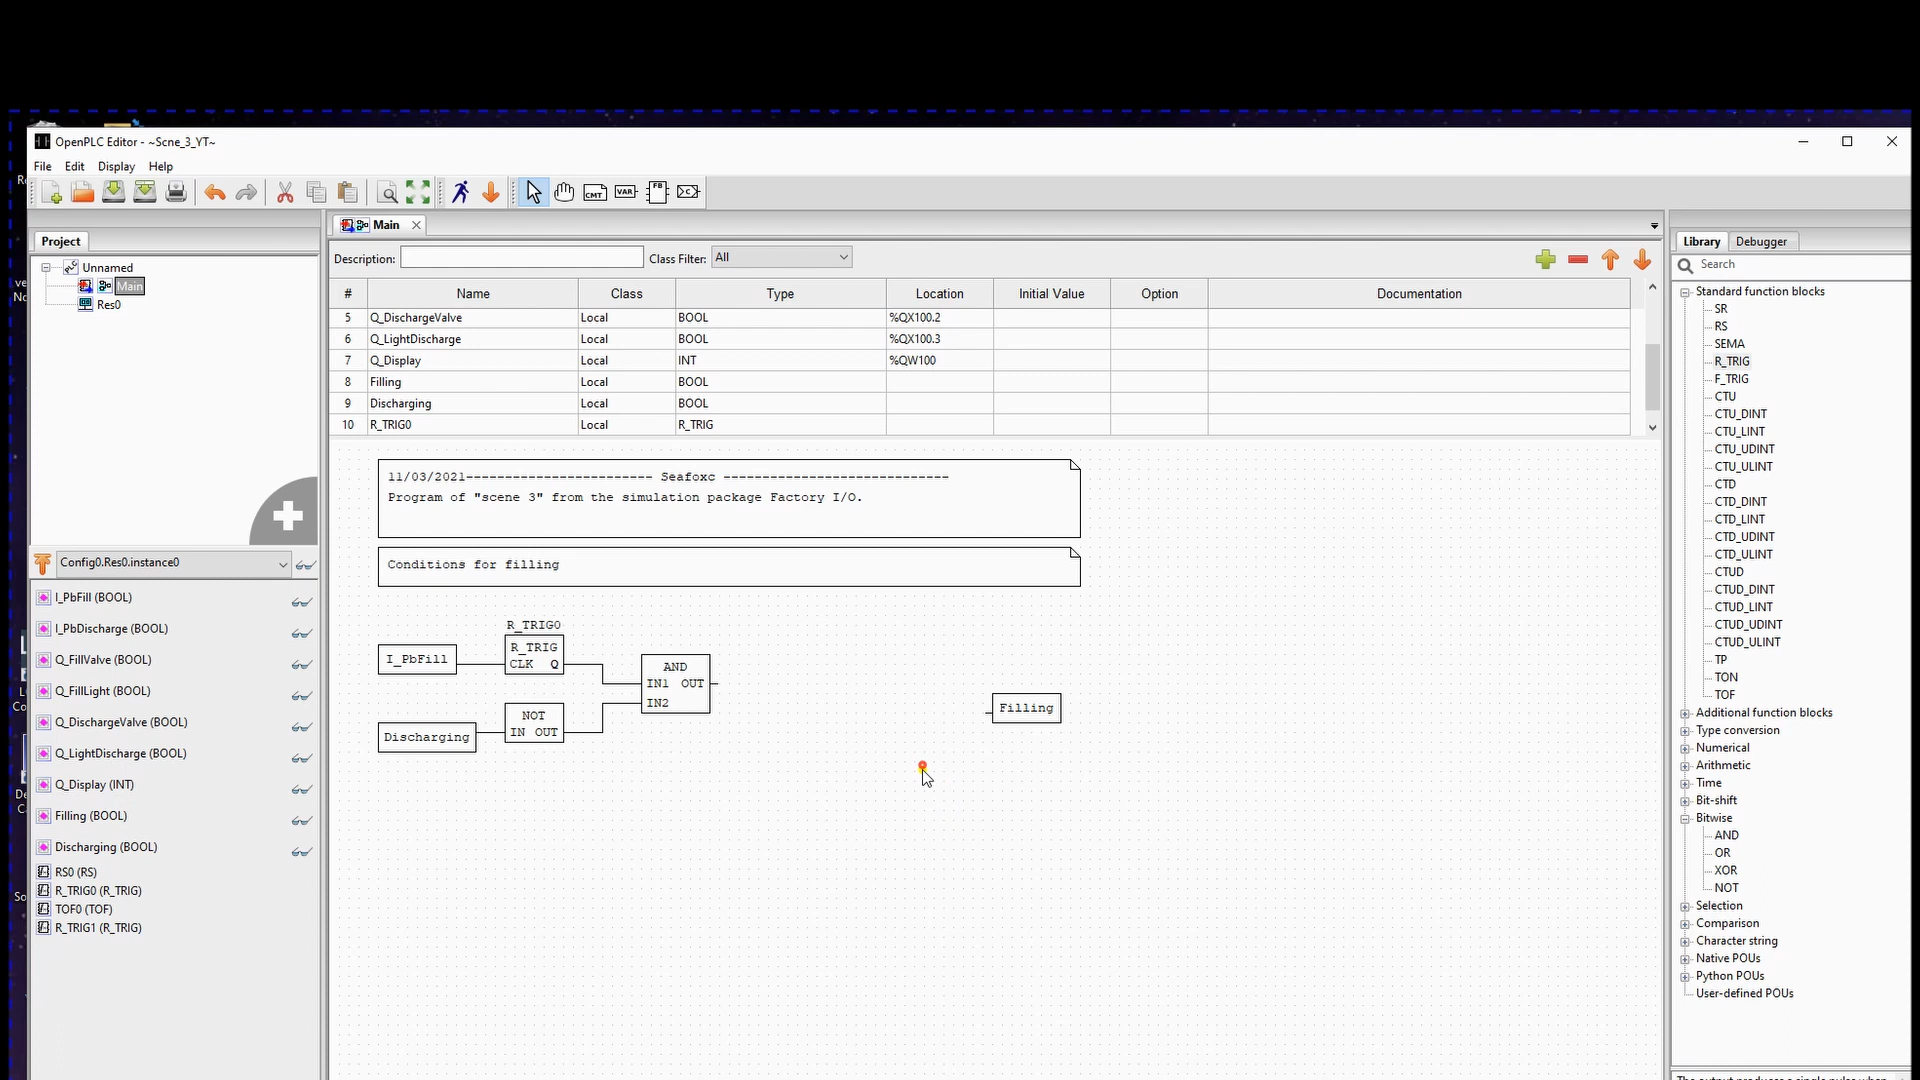 OpenPLC Editor - ~Scne_3_YT~
File Edit Display Help
Project
Unnamed
Main
Res0
Config0.Res0.instance0
I_PbFill (BOOL)
I_PbDischarge (BOOL)
Q_FillValve (BOOL)
Q_FillLight (BOOL)
Q_DischargeValve (BOOL)
Q_LightDischarge (BOOL)
Q_Display (INT)
Filling (BOOL)
Discharging (BOOL)
RS0 (RS)
R_TRIG0 (R_TRIG)
TOF0 (TOF)
R_TRIG1 (R_TRIG)
CMT VAR FB
Main
Description: Class Filter: All
# Name Class Type Location Initial Value Option Documentation
5 Q_DischargeValve Local BOOL %QX100.2
6 Q_LightDischarge Local BOOL %QX100.3
7 Q_Display Local INT %QW100
8 Filling Local BOOL
9 Discharging Local BOOL
10 R_TRIG0 Local R_TRIG
11/03/2021------------------------ Seafoxc -----------------------------
Program of "scene 3" from the simulation package Factory I/O.
Conditions for filling
R_TRIG0
I_PbFill
R_TRIG
CLK Q
AND
IN1 OUT
IN2
Discharging
NOT
IN OUT
Filling
Library Debugger
Search
Standard function blocks
SR
RS
SEMA
R_TRIG
F_TRIG
CTU
CTU_DINT
CTU_LINT
CTU_UDINT
CTU_ULINT
CTD
CTD_DINT
CTD_LINT
CTD_UDINT
CTD_ULINT
CTUD
CTUD_DINT
CTUD_LINT
CTUD_UDINT
CTUD_ULINT
TP
TON
TOF
Additional function blocks
Type conversion
Numerical
Arithmetic
Time
Bit-shift
Bitwise
AND
OR
XOR
NOT
Selection
Comparison
Character string
Native POUs
Python POUs
User-defined POUs